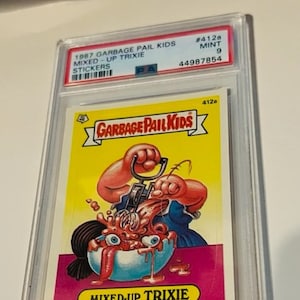 1987 GARBAGE PAIL KIDS #412a
MIXED - UP TRIXIE MINT
STICKERS 9
PSA 44987854
412a
GARBAGE PAIL KIDS
MIXED-UP TRIXIE